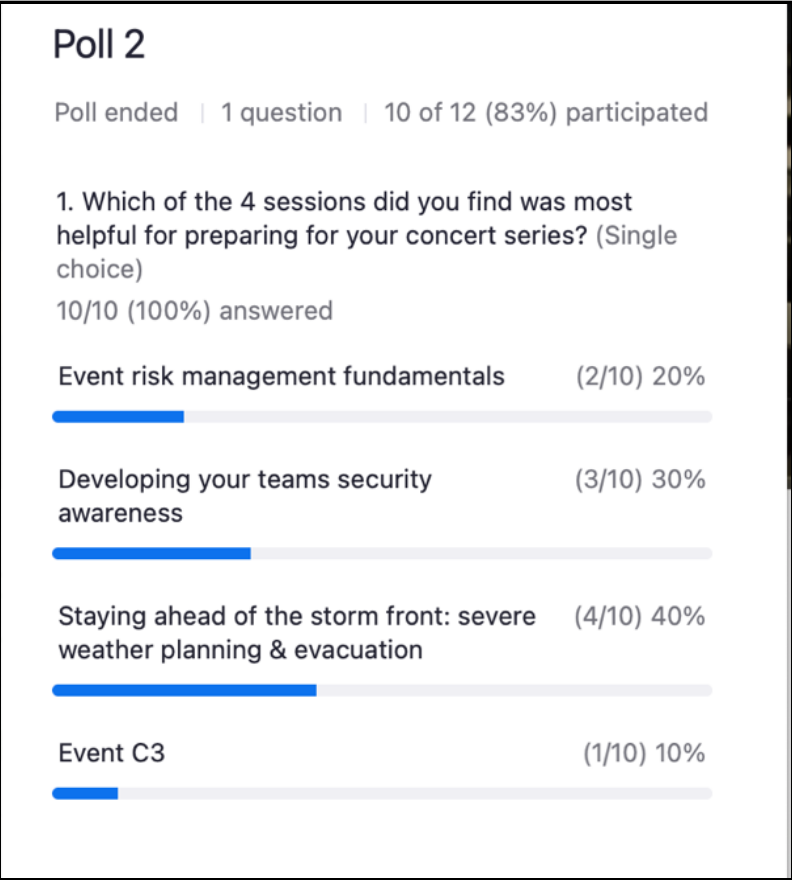 Poll 2
Poll ended | 1 question | 10 of 12 (83%) participated
1. Which of the 4 sessions did you find was most
helpful for preparing for your concert series? (Single
choice)
10/10 (100%) answered
Event risk management fundamentals (2/10) 20%
Developing your teams security (3/10) 30%
awareness
Staying ahead of the storm front: severe (4/10) 40%
weather planning & evacuation
Event C3 (1/10) 10%